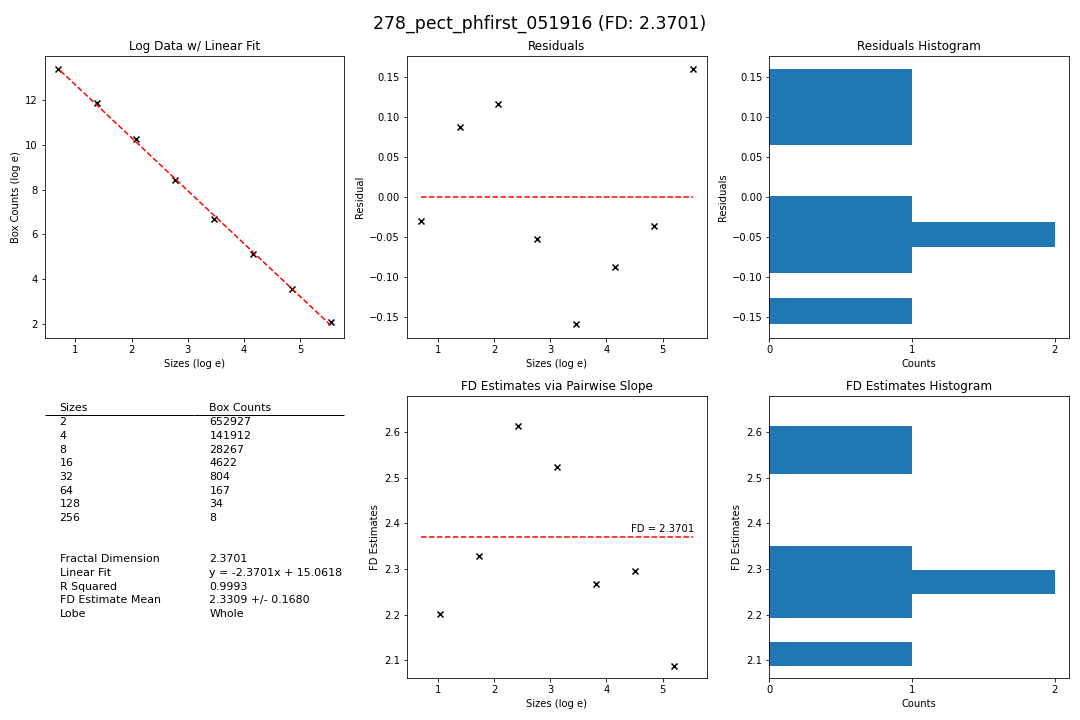 278_pect_phfirst_051916 (FD: 2.3701)
Log Data w/ Linear Fit
Box Counts (log e)
12
10
8
6
4
2
1 2 3 4 5
Sizes (log e)
Residuals
Residual
0.15
0.10
0.05
0.00
−0.05
−0.10
−0.15
1 2 3 4 5
Sizes (log e)
Residuals Histogram
Residuals
0.15
0.10
0.05
0.00
−0.05
−0.10
−0.15
0 1 2
Counts
Sizes Box Counts
2 652927
4 141912
8 28267
16 4622
32 804
64 167
128 34
256 8
Fractal Dimension 2.3701
Linear Fit y = -2.3701x + 15.0618
R Squared 0.9993
FD Estimate Mean 2.3309 +/- 0.1680
Lobe Whole
FD Estimates via Pairwise Slope
FD Estimates
2.6
2.5
2.4
2.3
2.2
2.1
FD = 2.3701
1 2 3 4 5
Sizes (log e)
FD Estimates Histogram
FD Estimates
2.6
2.5
2.4
2.3
2.2
2.1
0 1 2
Counts